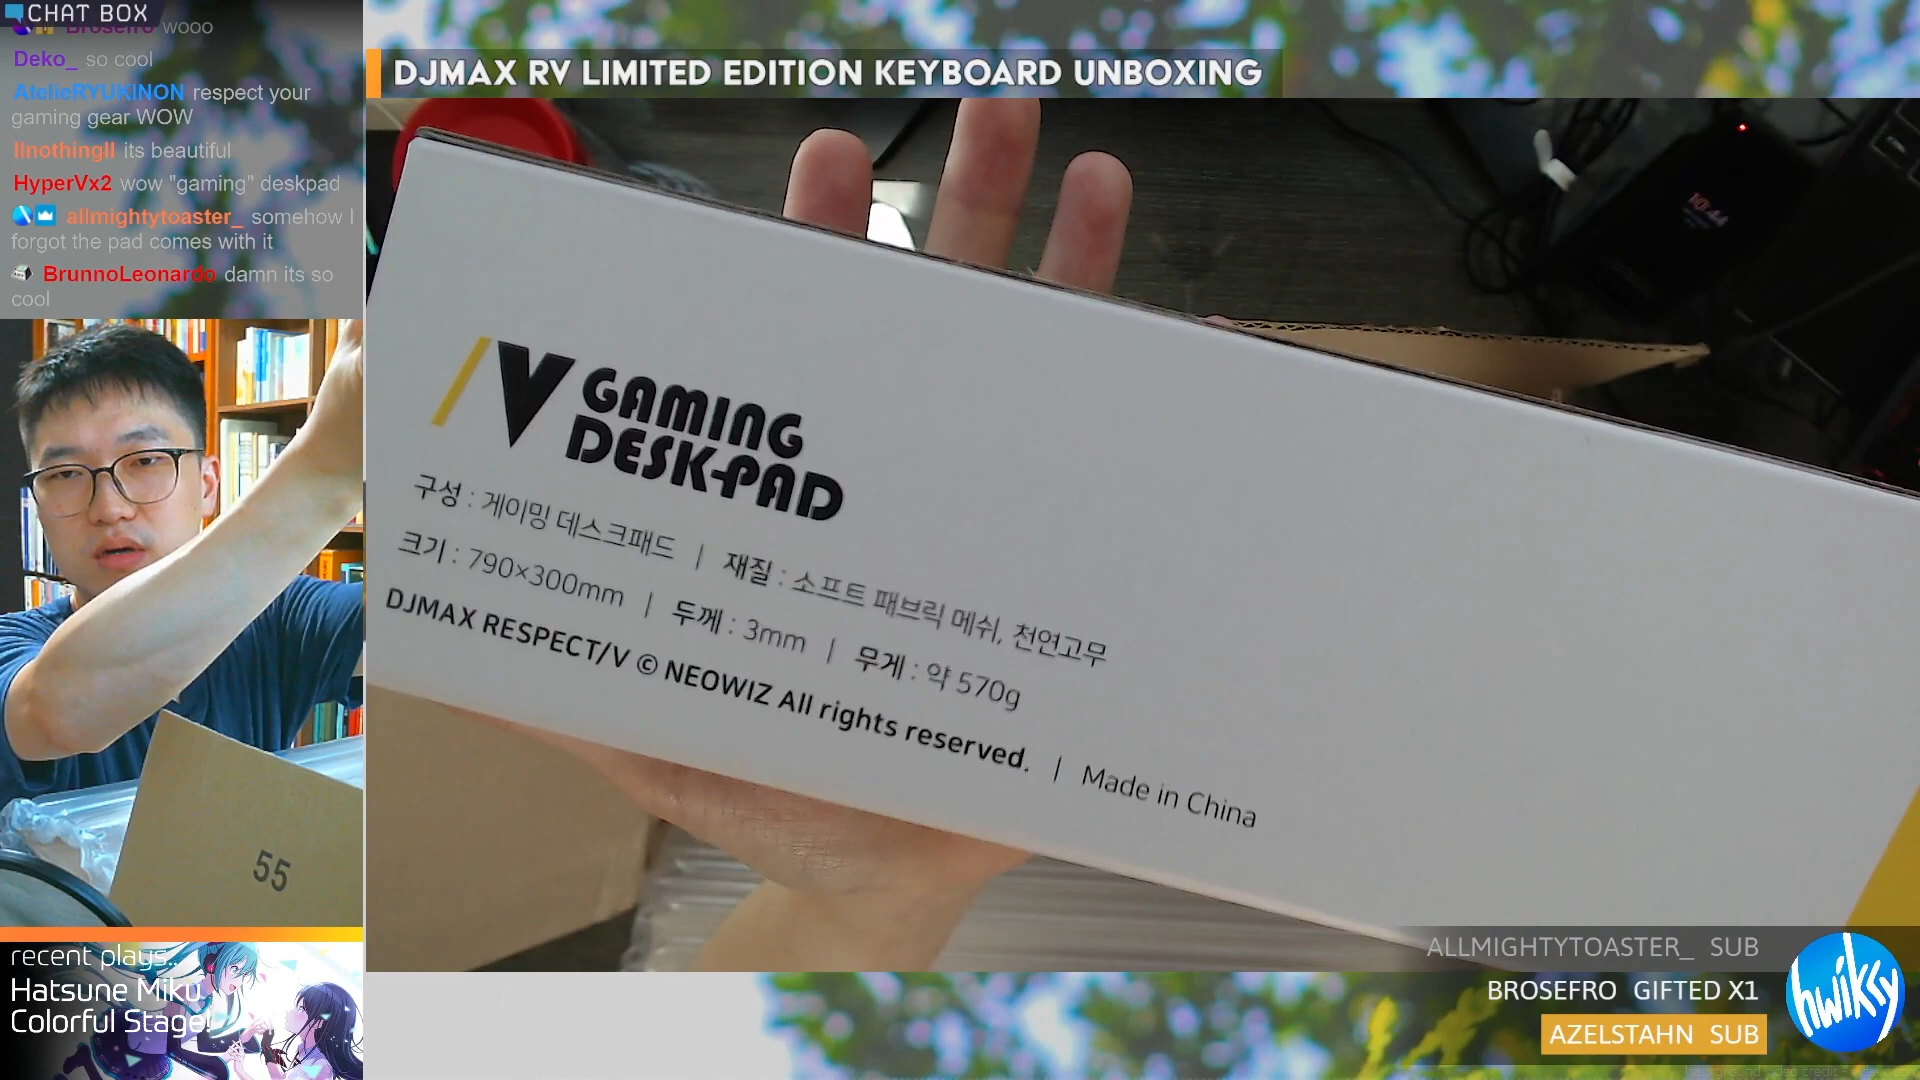 CHAT BOX
Brosefro wooo
Deko_ so cool
AtelieRYUKINON respect your
gaming gear WOW
llnothingll its beautiful
HyperVx2 wow "gaming" deskpad
allmightytoaster_ somehow I
forgot the pad comes with it
BrunnoLeonardo damn its so
cool
DJMAX RV LIMITED EDITION KEYBOARD UNBOXING
10:44
/V GAMING
DESK-PAD
구성 : 게이밍 데스크패드 | 재질 : 소프트 패브릭 메쉬, 천연고무
크기 : 790×300mm | 두께 : 3mm | 무게 : 약 570g
DJMAX RESPECT/V © NEOWIZ All rights reserved. | Made in China
55
recent plays..
Hatsune Miku
Colorful Stage!
ALLMIGHTYTOASTER_ SUB
BROSEFRO GIFTED X1
AZELSTAHN SUB
hwiksy